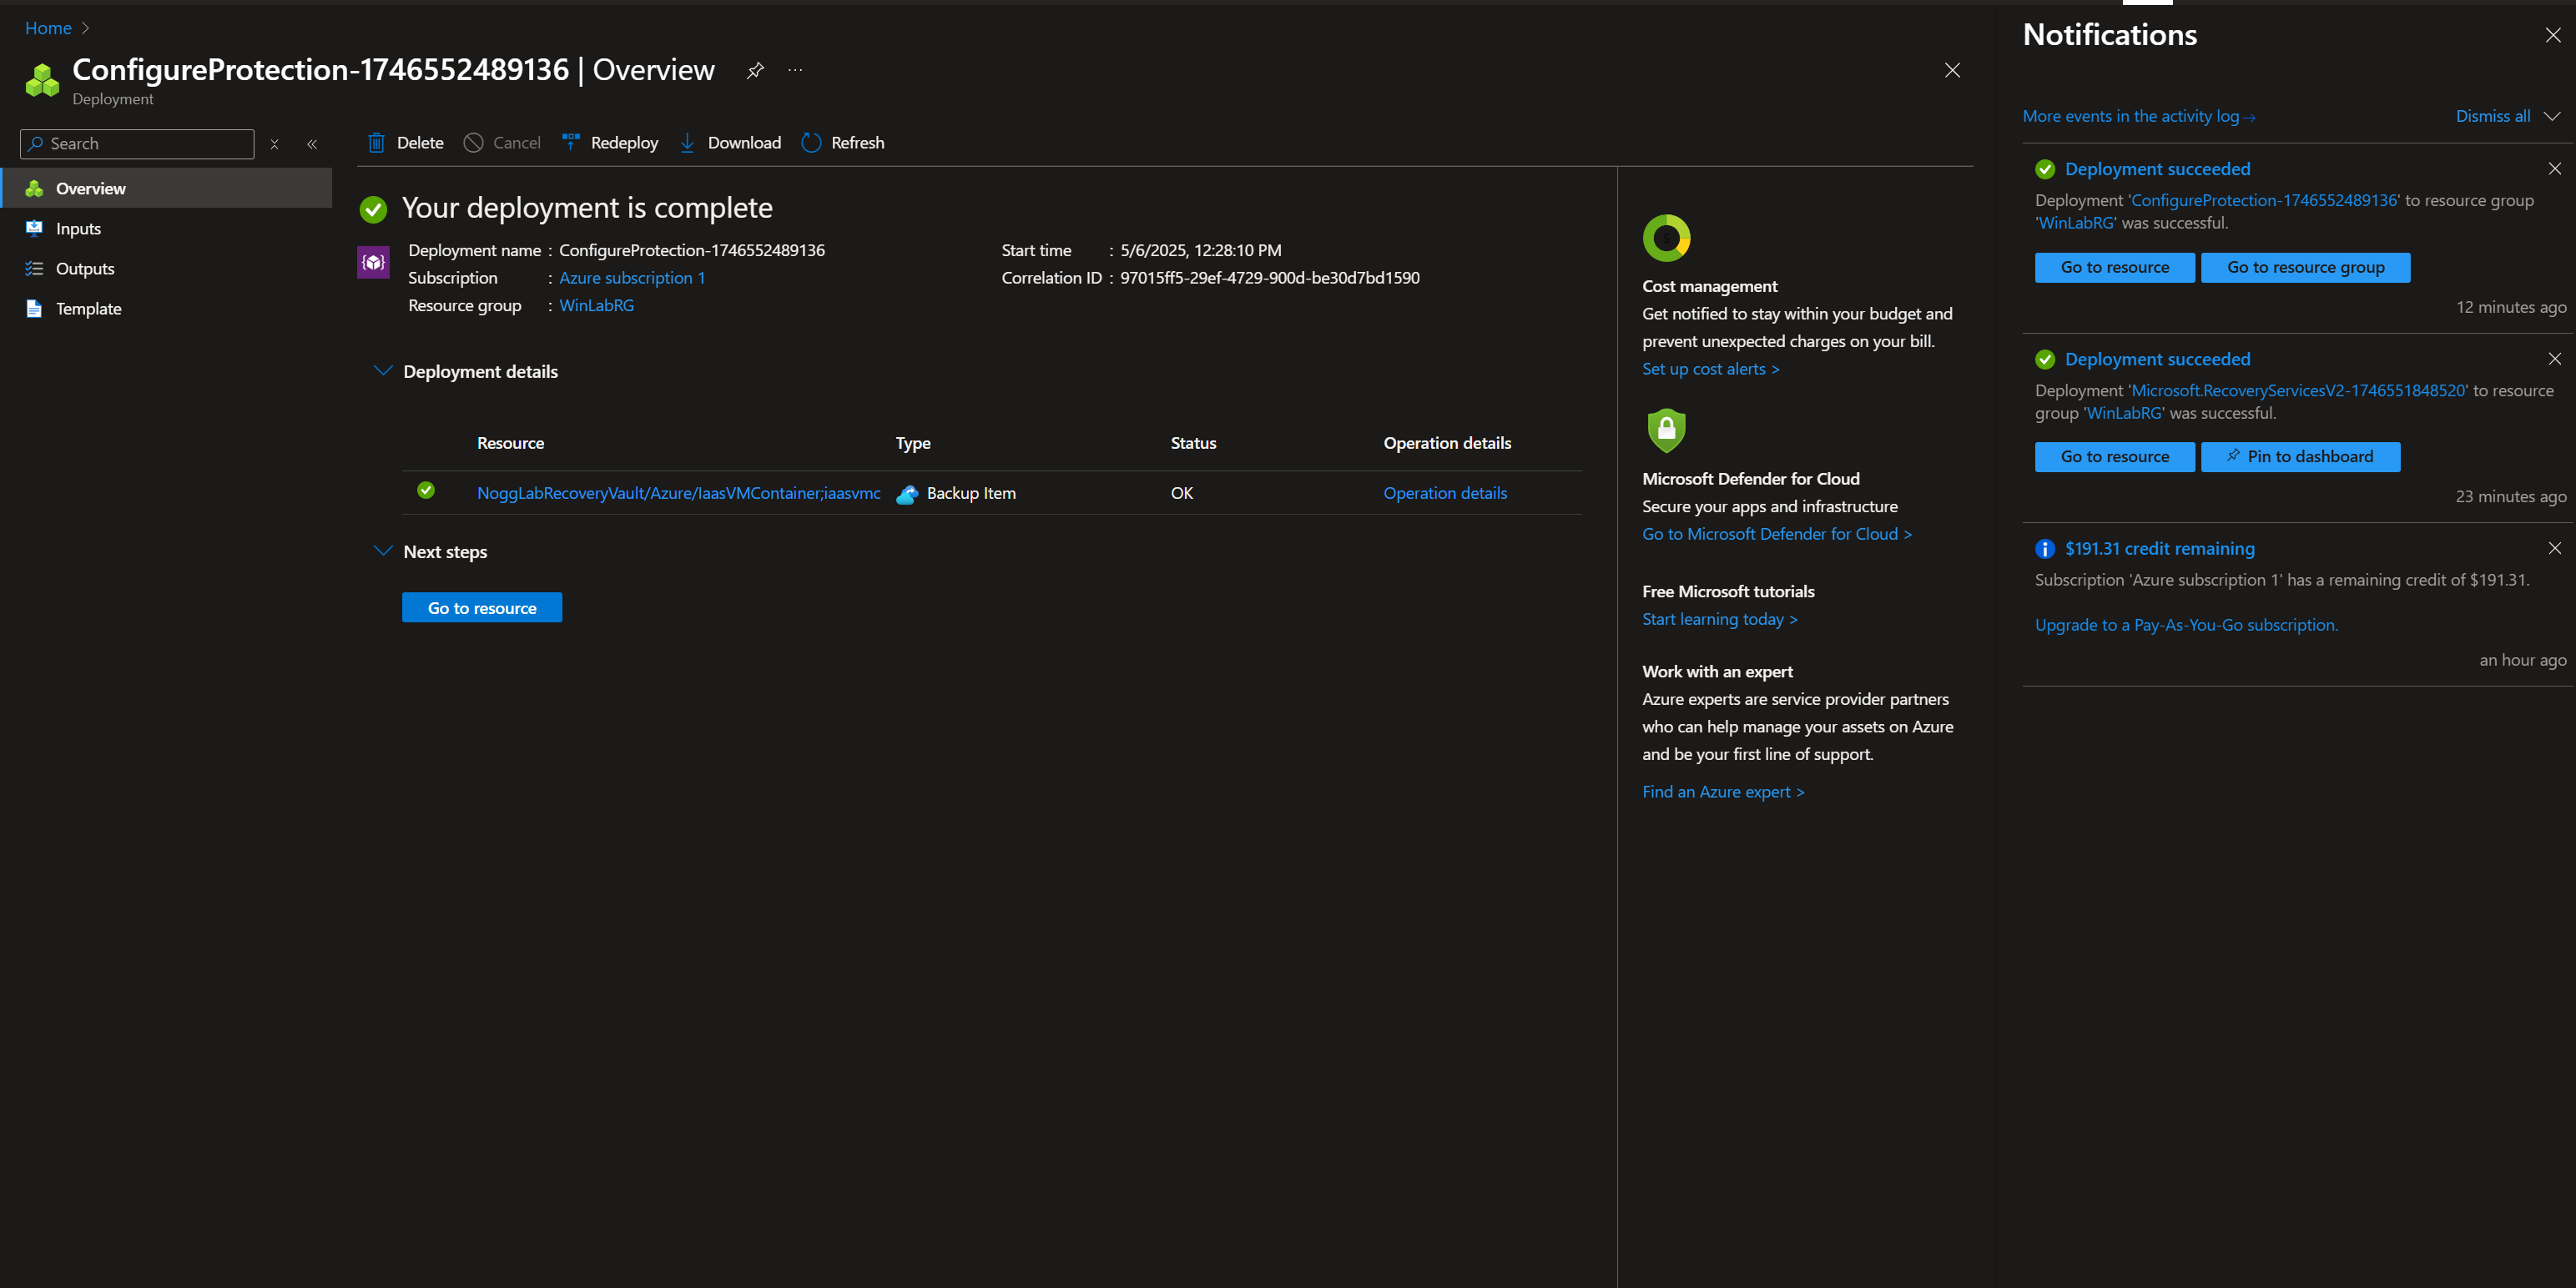 Home
ConfigureProtection-1746552489136 | Overview
Deployment
Search
Overview
Inputs
Outputs
Template
Delete
Cancel
Redeploy
Download
Refresh
Your deployment is complete
Deployment name : ConfigureProtection-1746552489136
Subscription : Azure subscription 1
Resource group : WinLabRG
Start time : 5/6/2025, 12:28:10 PM
Correlation ID : 97015ff5-29ef-4729-900d-be30d7bd1590
Deployment details
Resource Type Status Operation details
NoggLabRecoveryVault/Azure/IaasVMContainer;iaasvmc Backup Item OK Operation details
Next steps
Go to resource
Cost management
Get notified to stay within your budget and
prevent unexpected charges on your bill.
Set up cost alerts >
Microsoft Defender for Cloud
Secure your apps and infrastructure
Go to Microsoft Defender for Cloud >
Free Microsoft tutorials
Start learning today >
Work with an expert
Azure experts are service provider partners
who can help manage your assets on Azure
and be your first line of support.
Find an Azure expert >
Notifications
More events in the activity log →
Dismiss all
Deployment succeeded
Deployment 'ConfigureProtection-1746552489136' to resource group
'WinLabRG' was successful.
Go to resource
Go to resource group
12 minutes ago
Deployment succeeded
Deployment 'Microsoft.RecoveryServicesV2-1746551848520' to resource
group 'WinLabRG' was successful.
Go to resource
Pin to dashboard
23 minutes ago
$191.31 credit remaining
Subscription 'Azure subscription 1' has a remaining credit of $191.31.
Upgrade to a Pay-As-You-Go subscription.
an hour ago